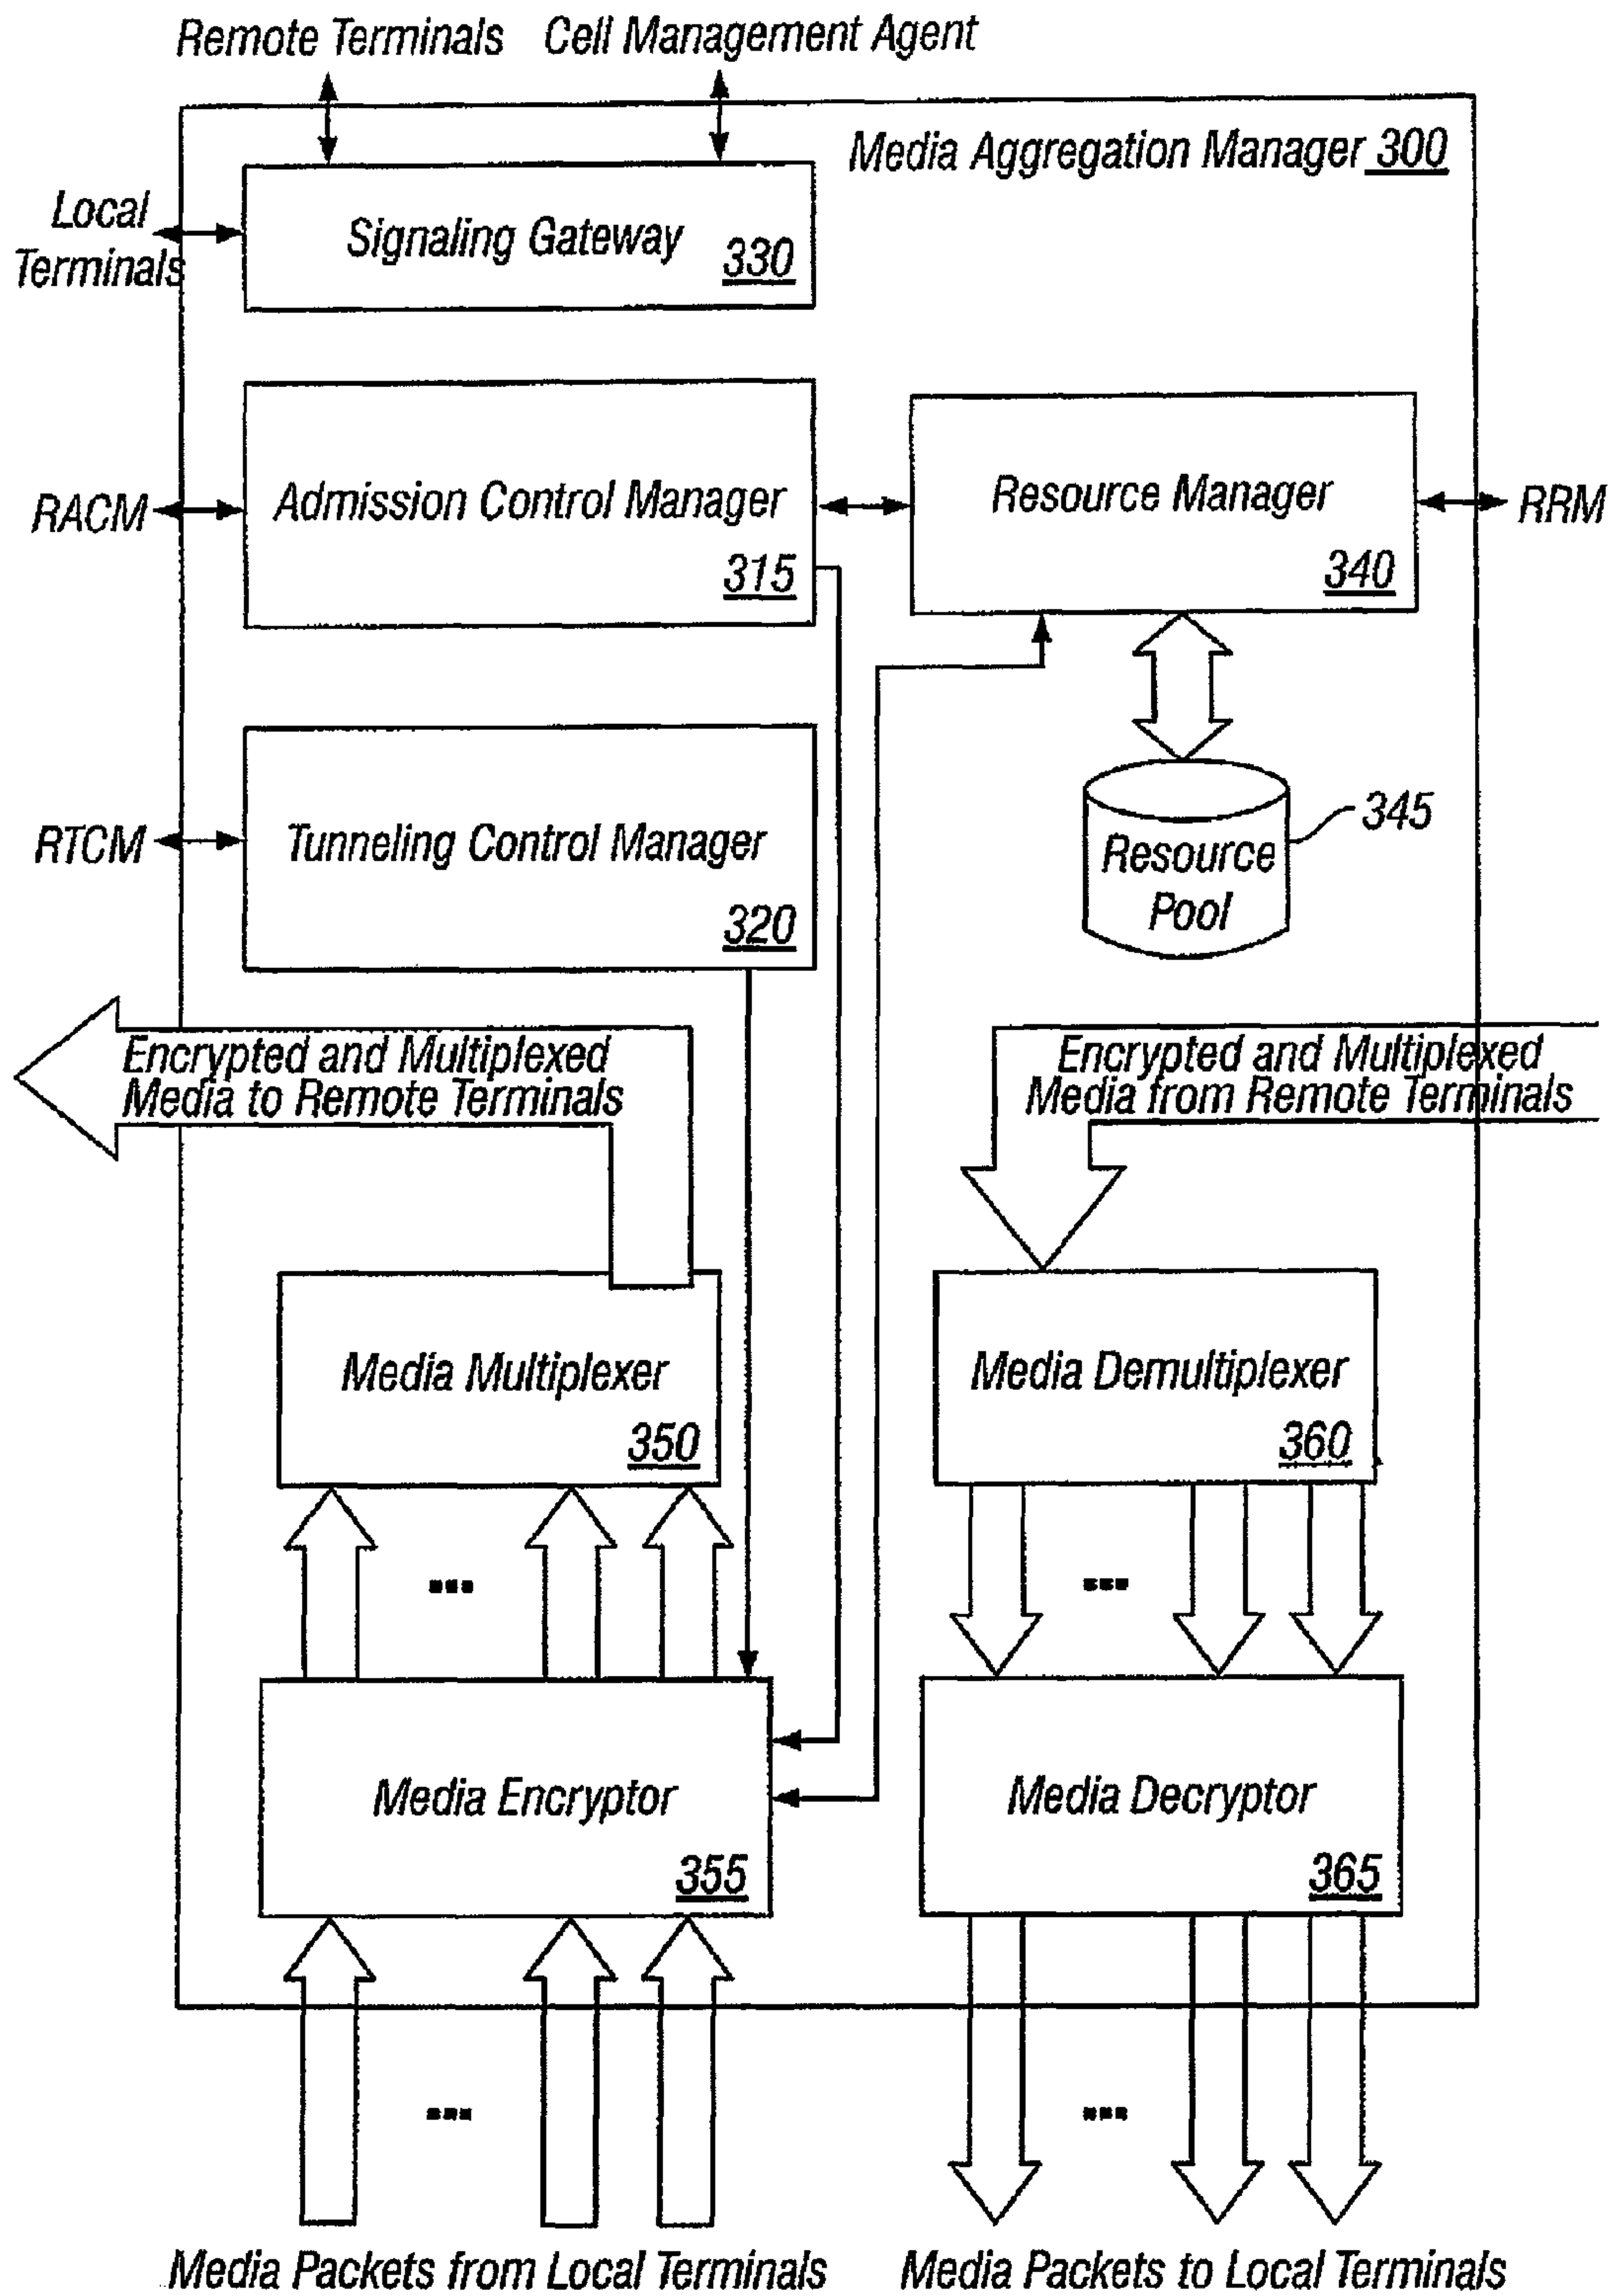 Remote Terminals Cell Management Agent
Media Aggregation Manager 300
Local
Terminals
Signaling Gateway
330
RACM
Admission Control Manager
315
Resource Manager
340
RRM
RTCM
Tunneling Control Manager
320
Resource
Pool
345
Encrypted and Multiplexed
Media to Remote Terminals
Encrypted and Multiplexed
Media from Remote Terminals
Media Multiplexer
350
Media Demultiplexer
360
...
...
Media Encryptor
355
Media Decryptor
365
...
...
Media Packets from Local Terminals
Media Packets to Local Terminals